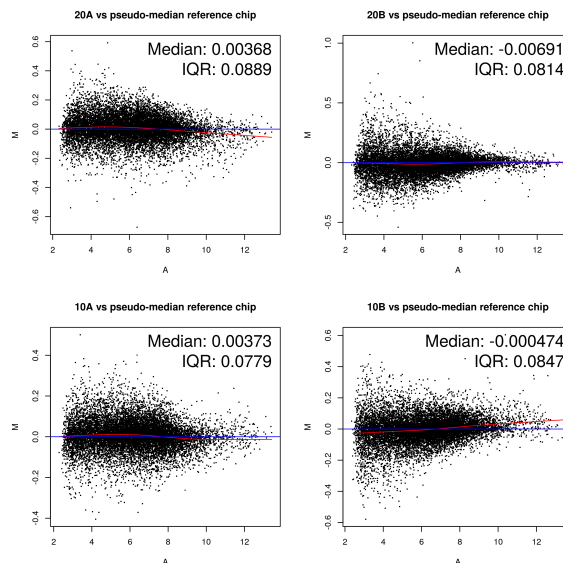 20A vs pseudo-median reference chip
Median: 0.00368
IQR: 0.0889
M
0.6
0.4
0.2
0.0
-0.2
-0.4
-0.6
2 4 6 8 10 12
A
20B vs pseudo-median reference chip
Median: -0.00691
IQR: 0.0814
M
1.0
0.5
0.0
-0.5
2 4 6 8 10 12
A
10A vs pseudo-median reference chip
Median: 0.00373
IQR: 0.0779
M
0.4
0.2
0.0
-0.2
-0.4
2 4 6 8 10 12
A
10B vs pseudo-median reference chip
Median: -0.000474
IQR: 0.0847
M
0.6
0.4
0.2
0.0
-0.2
-0.4
-0.6
2 4 6 8 10 12
A